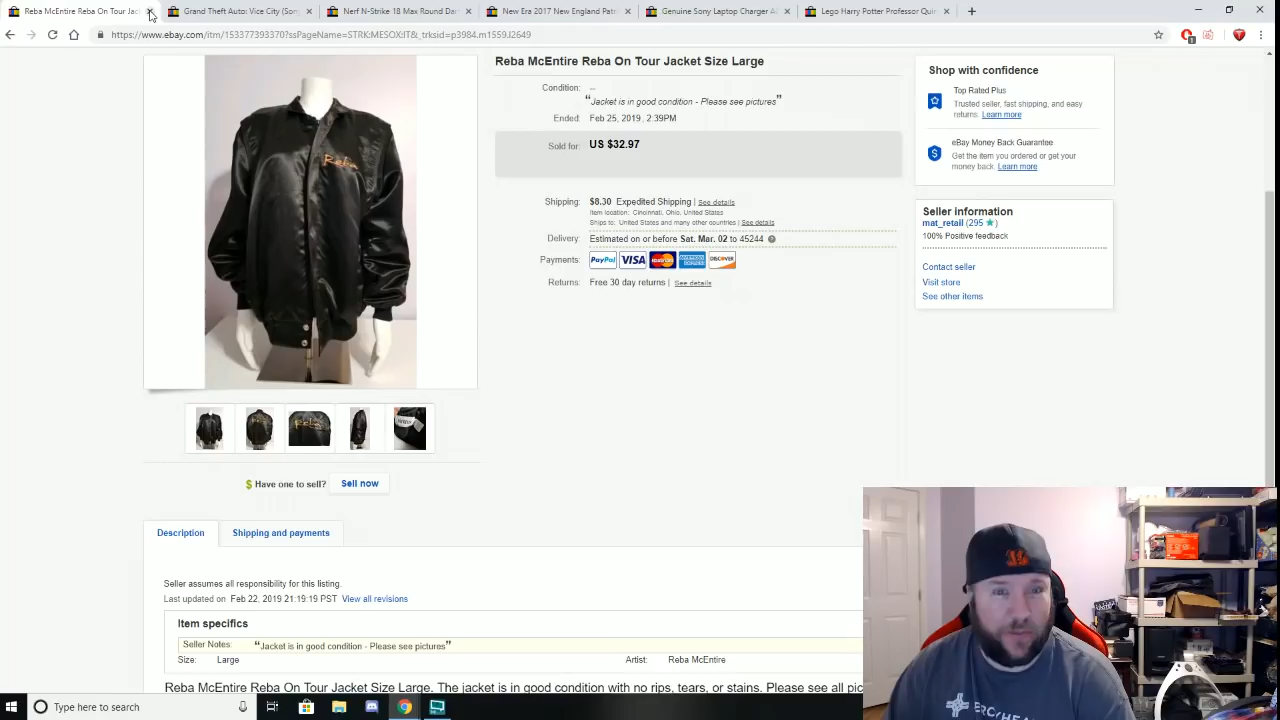 Reba McEntire Reba On Tour Jack
Grand Theft Auto: Vice City (Sony
Nerf N-Strike 18 Max Round Dar
New Era 2017 New England Pat
Genuine Sony Laptop Charger A
Lego Harry Potter Professor Quir
https://www.ebay.com/itm/153377393370?ssPageName=STRK:MESOX:IT&_trksid=p3984.m1559.l2649
Reba McEntire Reba On Tour Jacket Size Large
Condition: --
“Jacket is in good condition - Please see pictures”
Ended: Feb 25, 2019 , 2:39PM
Sold for: US $32.97
Shipping: $8.30 Expedited Shipping | See details
Item location: Cincinnati, Ohio, United States
Ships to: United States and many other countries | See details
Delivery: Estimated on or before Sat. Mar. 02 to 45244
Payments: PayPal VISA MasterCard AMERICAN EXPRESS DISCOVER
Returns: Free 30 day returns | See details
Shop with confidence
Top Rated Plus
Trusted seller, fast shipping, and easy
returns. Learn more
eBay Money Back Guarantee
Get the item you ordered or get your
money back. Learn more
Seller information
mat_retail (295 ★)
100% Positive feedback
Contact seller
Visit store
See other items
Reba
Reba
$ Have one to sell? Sell now
Description
Shipping and payments
Seller assumes all responsibility for this listing.
Last updated on Feb 22, 2019 21:19:19 PST View all revisions
Item specifics
Seller Notes: “Jacket is in good condition - Please see pictures”
Size: Large
Artist: Reba McEntire
Reba McEntire Reba On Tour Jacket Size Large. The jacket is in good condition with no rips, tears, or stains. Please see all pic
Type here to search